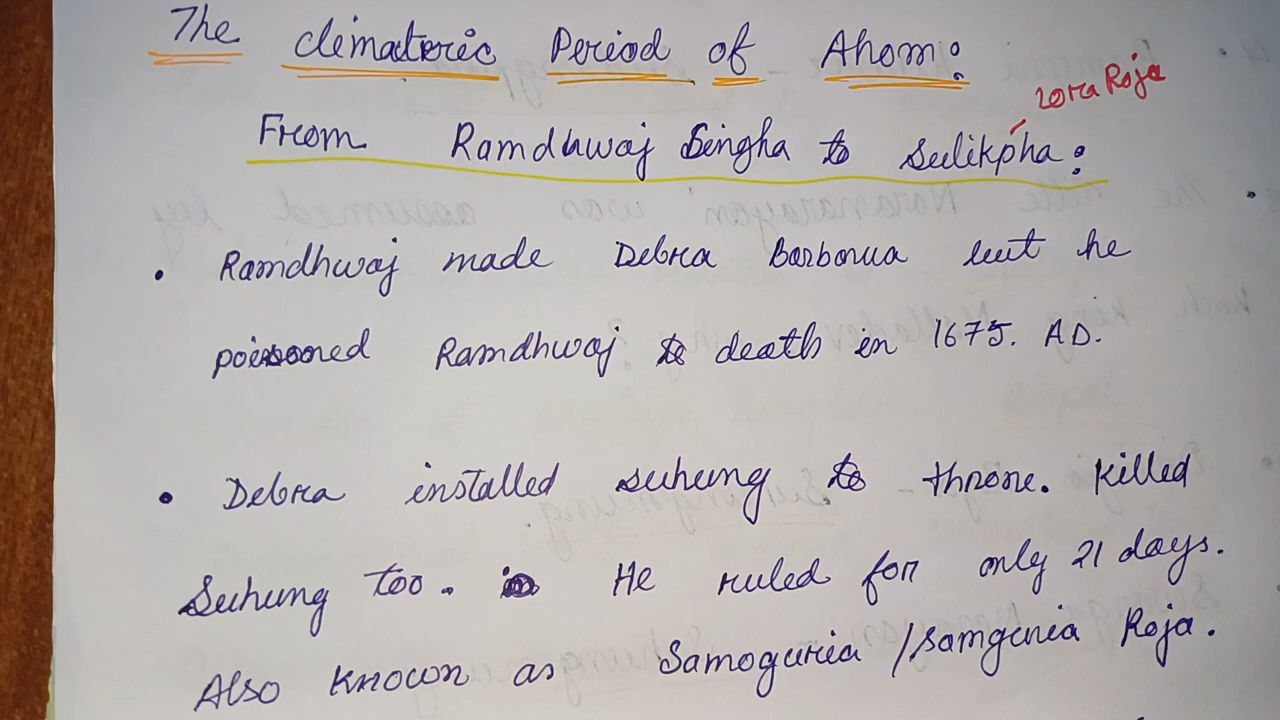 The climateric Period of Ahom:
lora Roja
From Ramdhwaj Singha to Sulikpha:
• Ramdhwaj made Debra Borborua but he
poisoned Ramdhwaj to death in 1675. AD.
• Debra installed suhung to throne. Killed
Suhung too. He ruled for only 21 days.
Also known as Samoguria /samguria Roja.